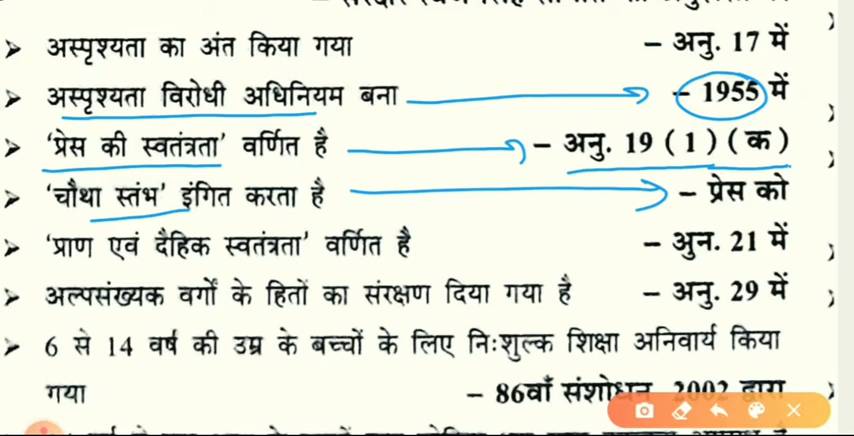 ➢ अस्पृश्यता का अंत किया गया – अनु. 17 में
➢ अस्पृश्यता विरोधी अधिनियम बना – 1955 में
➢ 'प्रेस की स्वतंत्रता' वर्णित है – अनु. 19 ( 1 ) ( क )
➢ 'चौथा स्तंभ' इंगित करता है – प्रेस को
➢ 'प्राण एवं दैहिक स्वतंत्रता' वर्णित है – अुन. 21 में
➢ अल्पसंख्यक वर्गों के हितों का संरक्षण दिया गया है – अनु. 29 में
➢ 6 से 14 वर्ष की उम्र के बच्चों के लिए निःशुल्क शिक्षा अनिवार्य किया
गया – 86वाँ संशोधन 2002 द्वारा